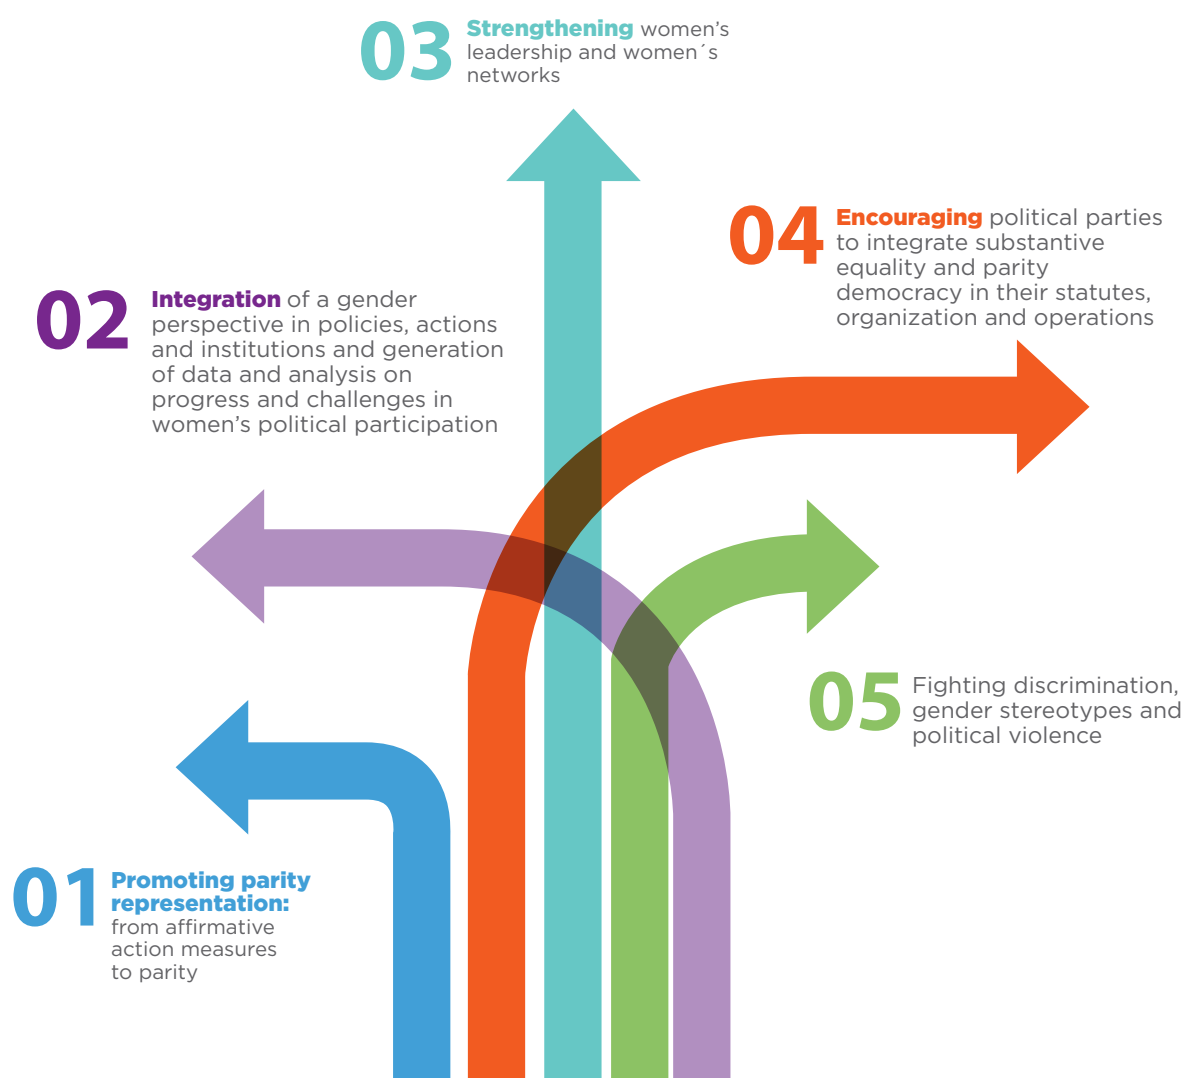 03
Strengthening women’s
leadership and women´s
networks
04
Encouraging political parties
to integrate substantive
equality and parity
democracy in their statutes,
organization and operations
02
Integration of a gender
perspective in policies, actions
and institutions and generation
of data and analysis on
progress and challenges in
women’s political participation
05
Fighting discrimination,
gender stereotypes and
political violence
01
Promoting parity
representation:
from affirmative
action measures
to parity